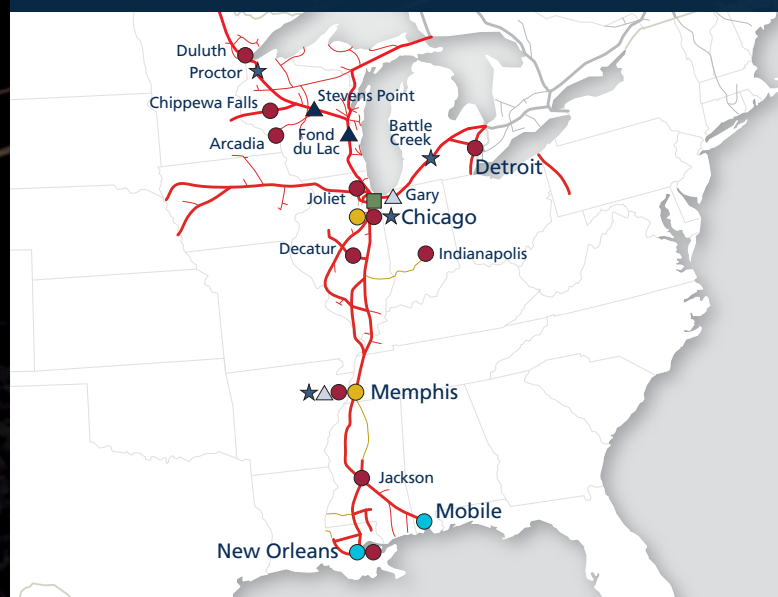 Duluth
Proctor
Stevens Point
Chippewa Falls
Arcadia
Fond
du Lac
Battle
Creek
Detroit
Joliet
Gary
Chicago
Decatur
Indianapolis
Memphis
Jackson
Mobile
New Orleans